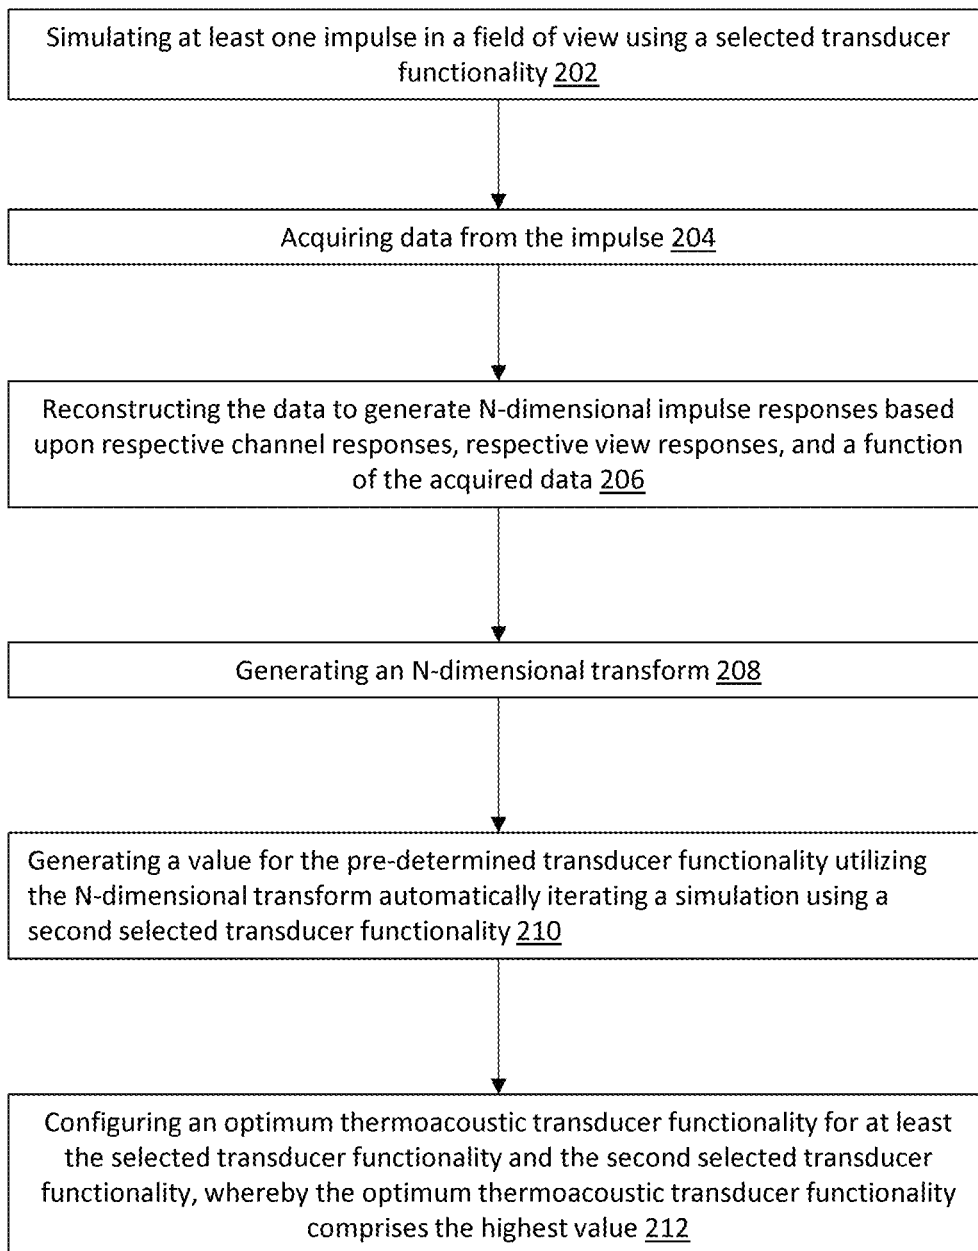 Simulating at least one impulse in a field of view using a selected transducer
functionality 202
Acquiring data from the impulse 204
Reconstructing the data to generate N-dimensional impulse responses based
upon respective channel responses, respective view responses, and a function
of the acquired data 206
Generating an N-dimensional transform 208
Generating a value for the pre-determined transducer functionality utilizing
the N-dimensional transform automatically iterating a simulation using a
second selected transducer functionality 210
Configuring an optimum thermoacoustic transducer functionality for at least
the selected transducer functionality and the second selected transducer
functionality, whereby the optimum thermoacoustic transducer functionality
comprises the highest value 212